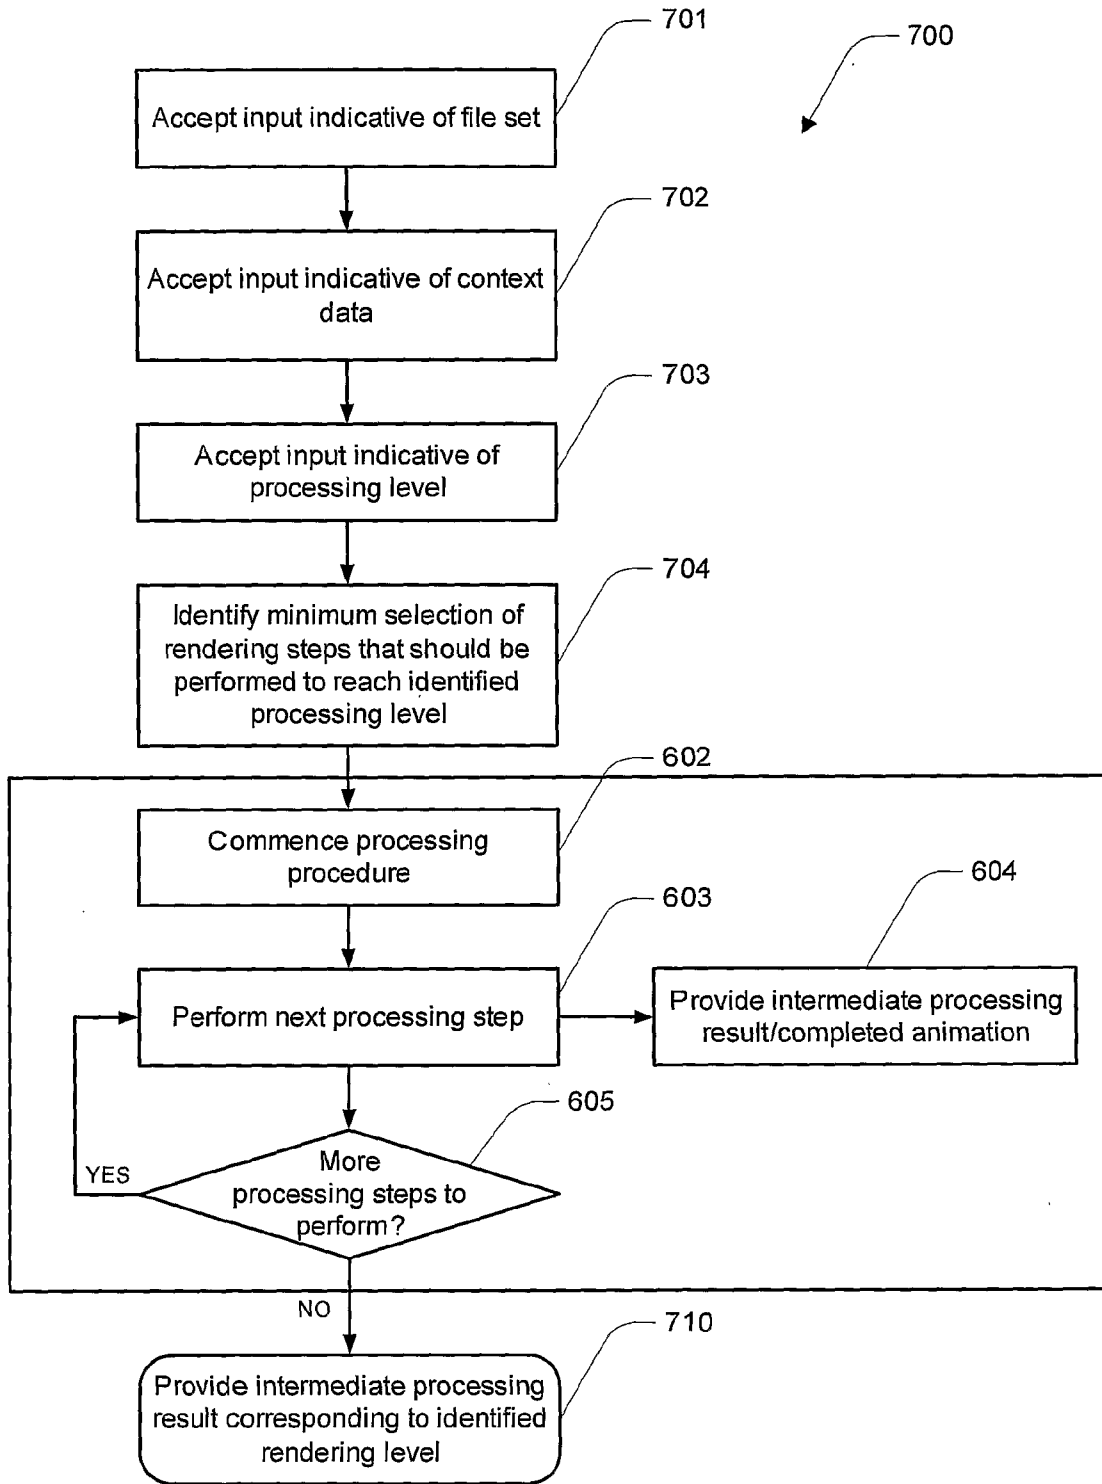 701
700
Accept input indicative of file set
702
Accept input indicative of context
data
703
Accept input indicative of
processing level
704
Identify minimum selection of
rendering steps that should be
performed to reach identified
processing level
602
Commence processing
procedure
603
604
Perform next processing step
Provide intermediate processing
result/completed animation
605
YES
More
processing steps to
perform?
NO
710
Provide intermediate processing
result corresponding to identified
rendering level